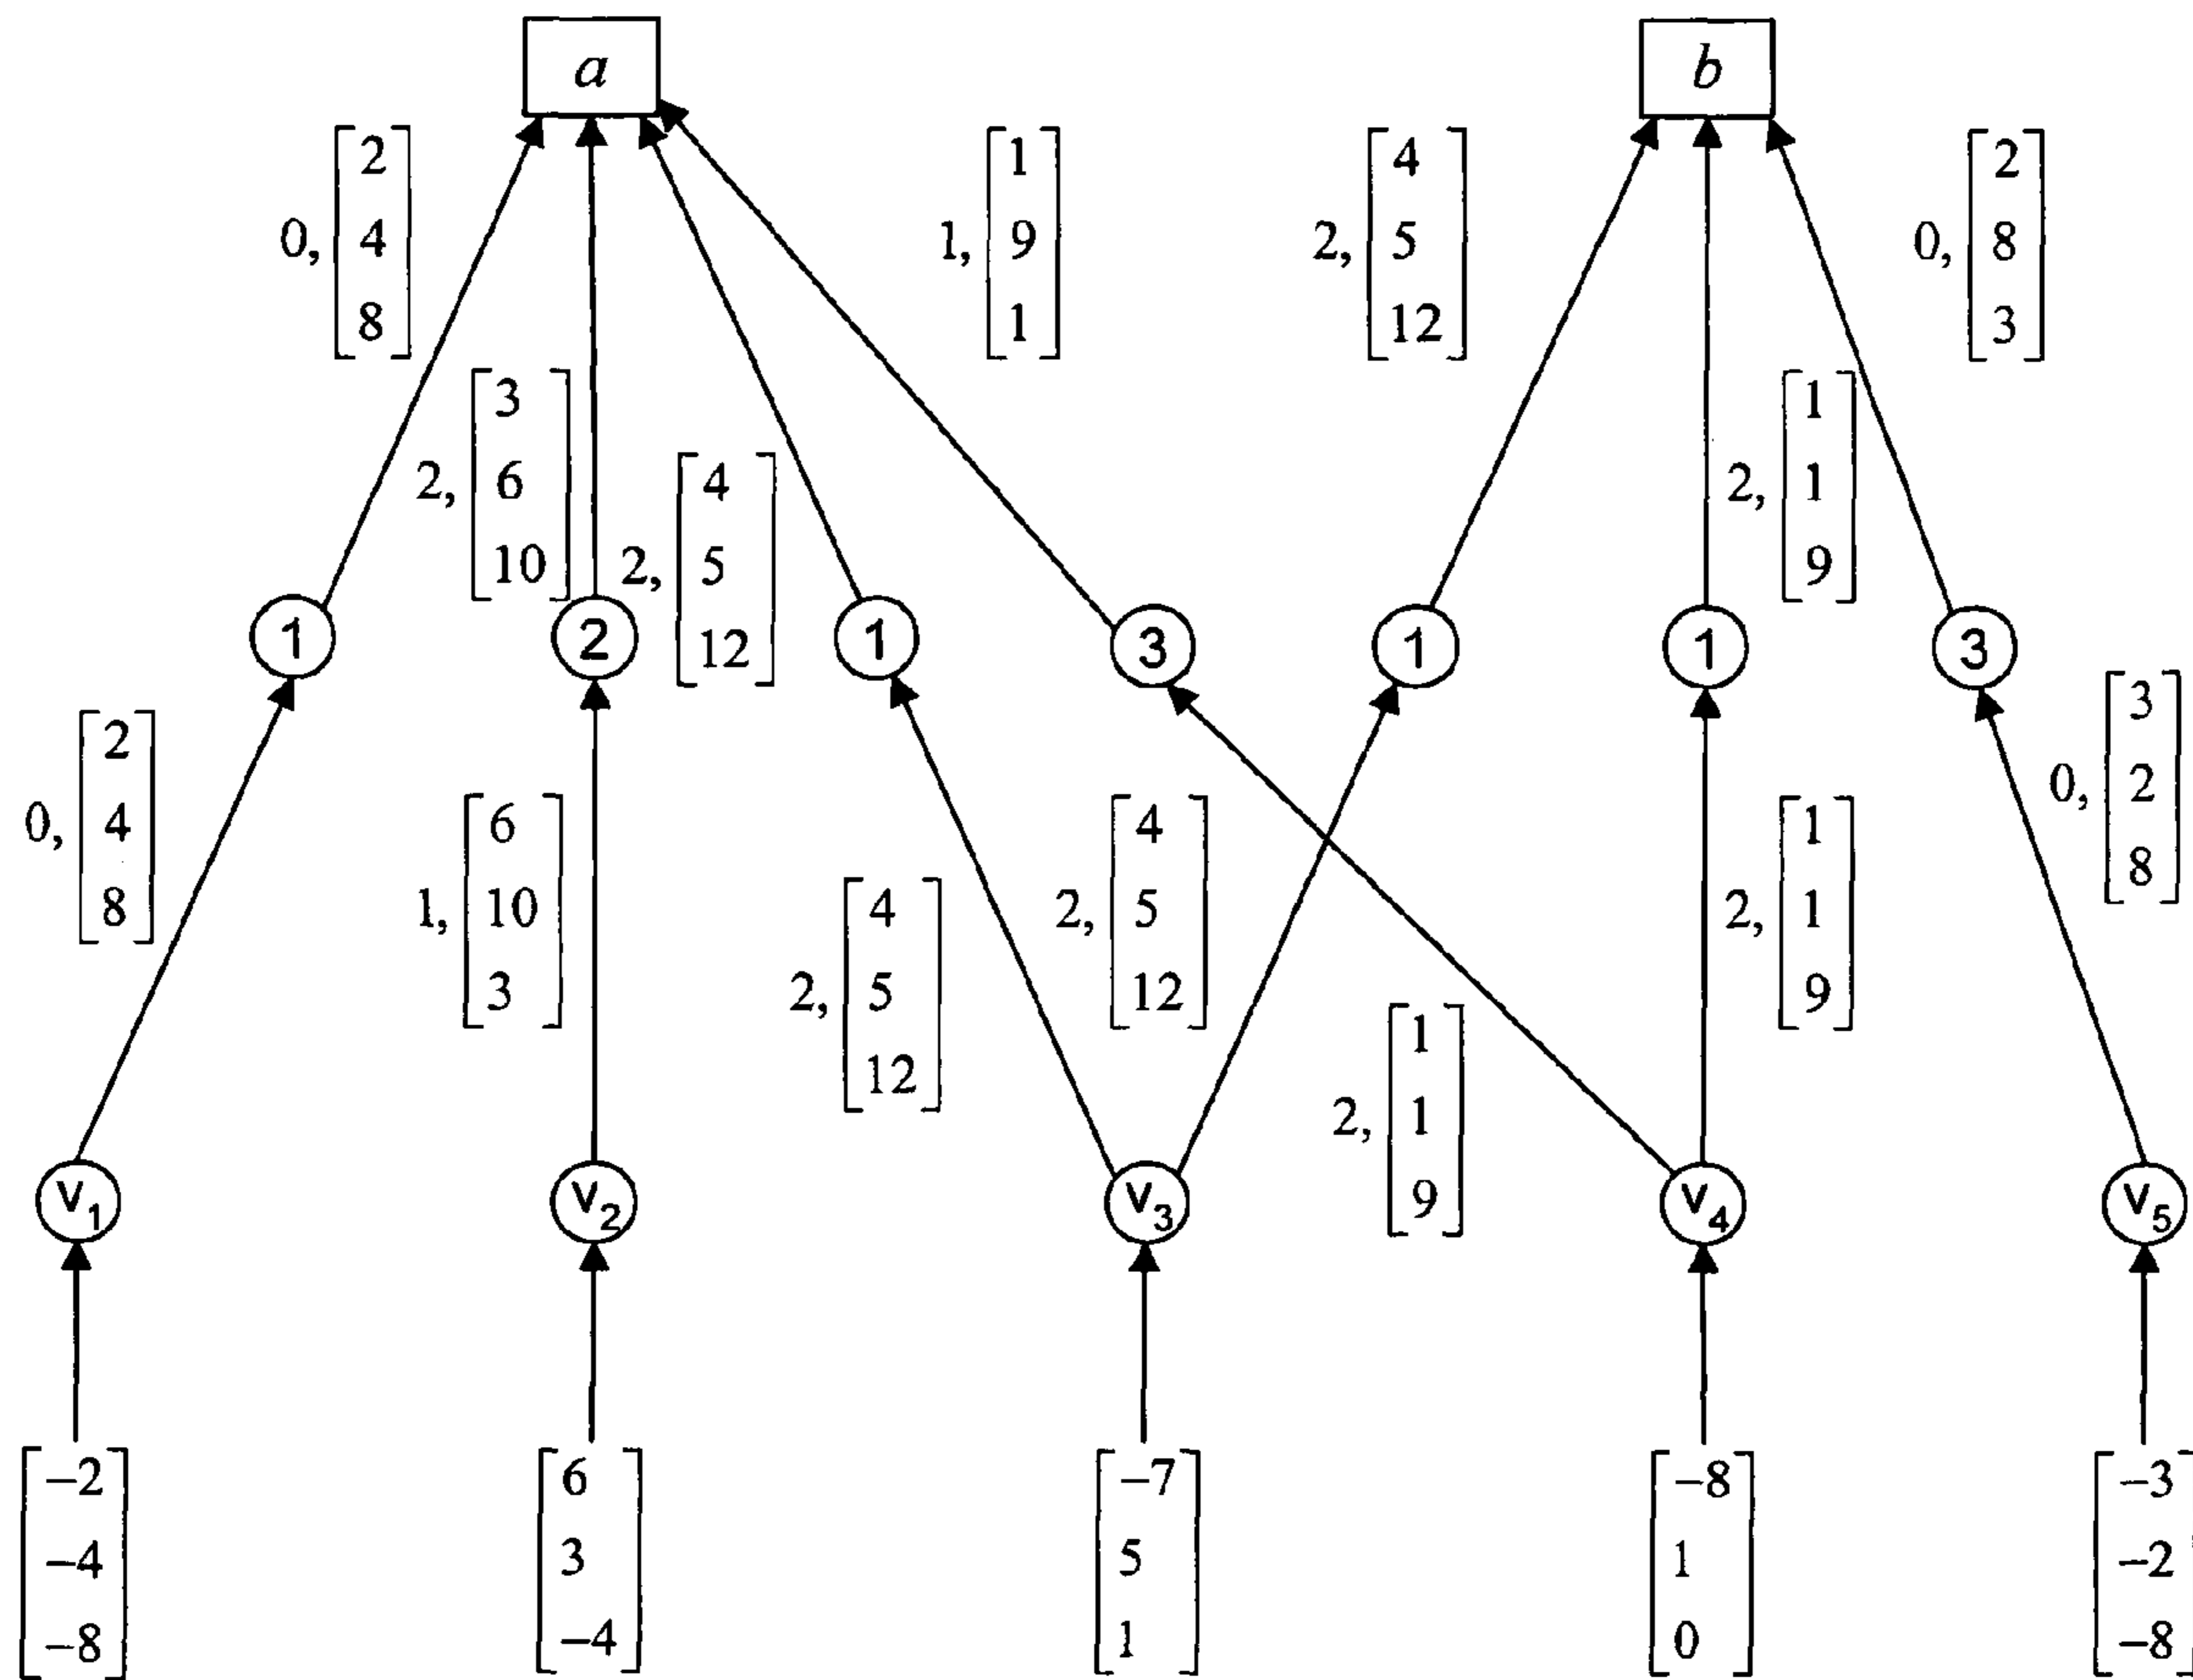 a b
0, [2 4 8]
1, [1 9 1]
2, [4 5 12]
0, [2 8 3]
2, [3 6 10]
2, [4 5 12]
2, [1 1 9]
1 2 1 3 1 1 3
0, [2 4 8]
1, [6 10 3]
2, [4 5 12]
2, [4 5 12]
2, [1 1 9]
2, [1 1 9]
0, [3 2 8]
V1 V2 V3 V4 V5
[−2 −4 −8]
[6 3 −4]
[−7 5 1]
[−8 1 0]
[−3 −2 −8]